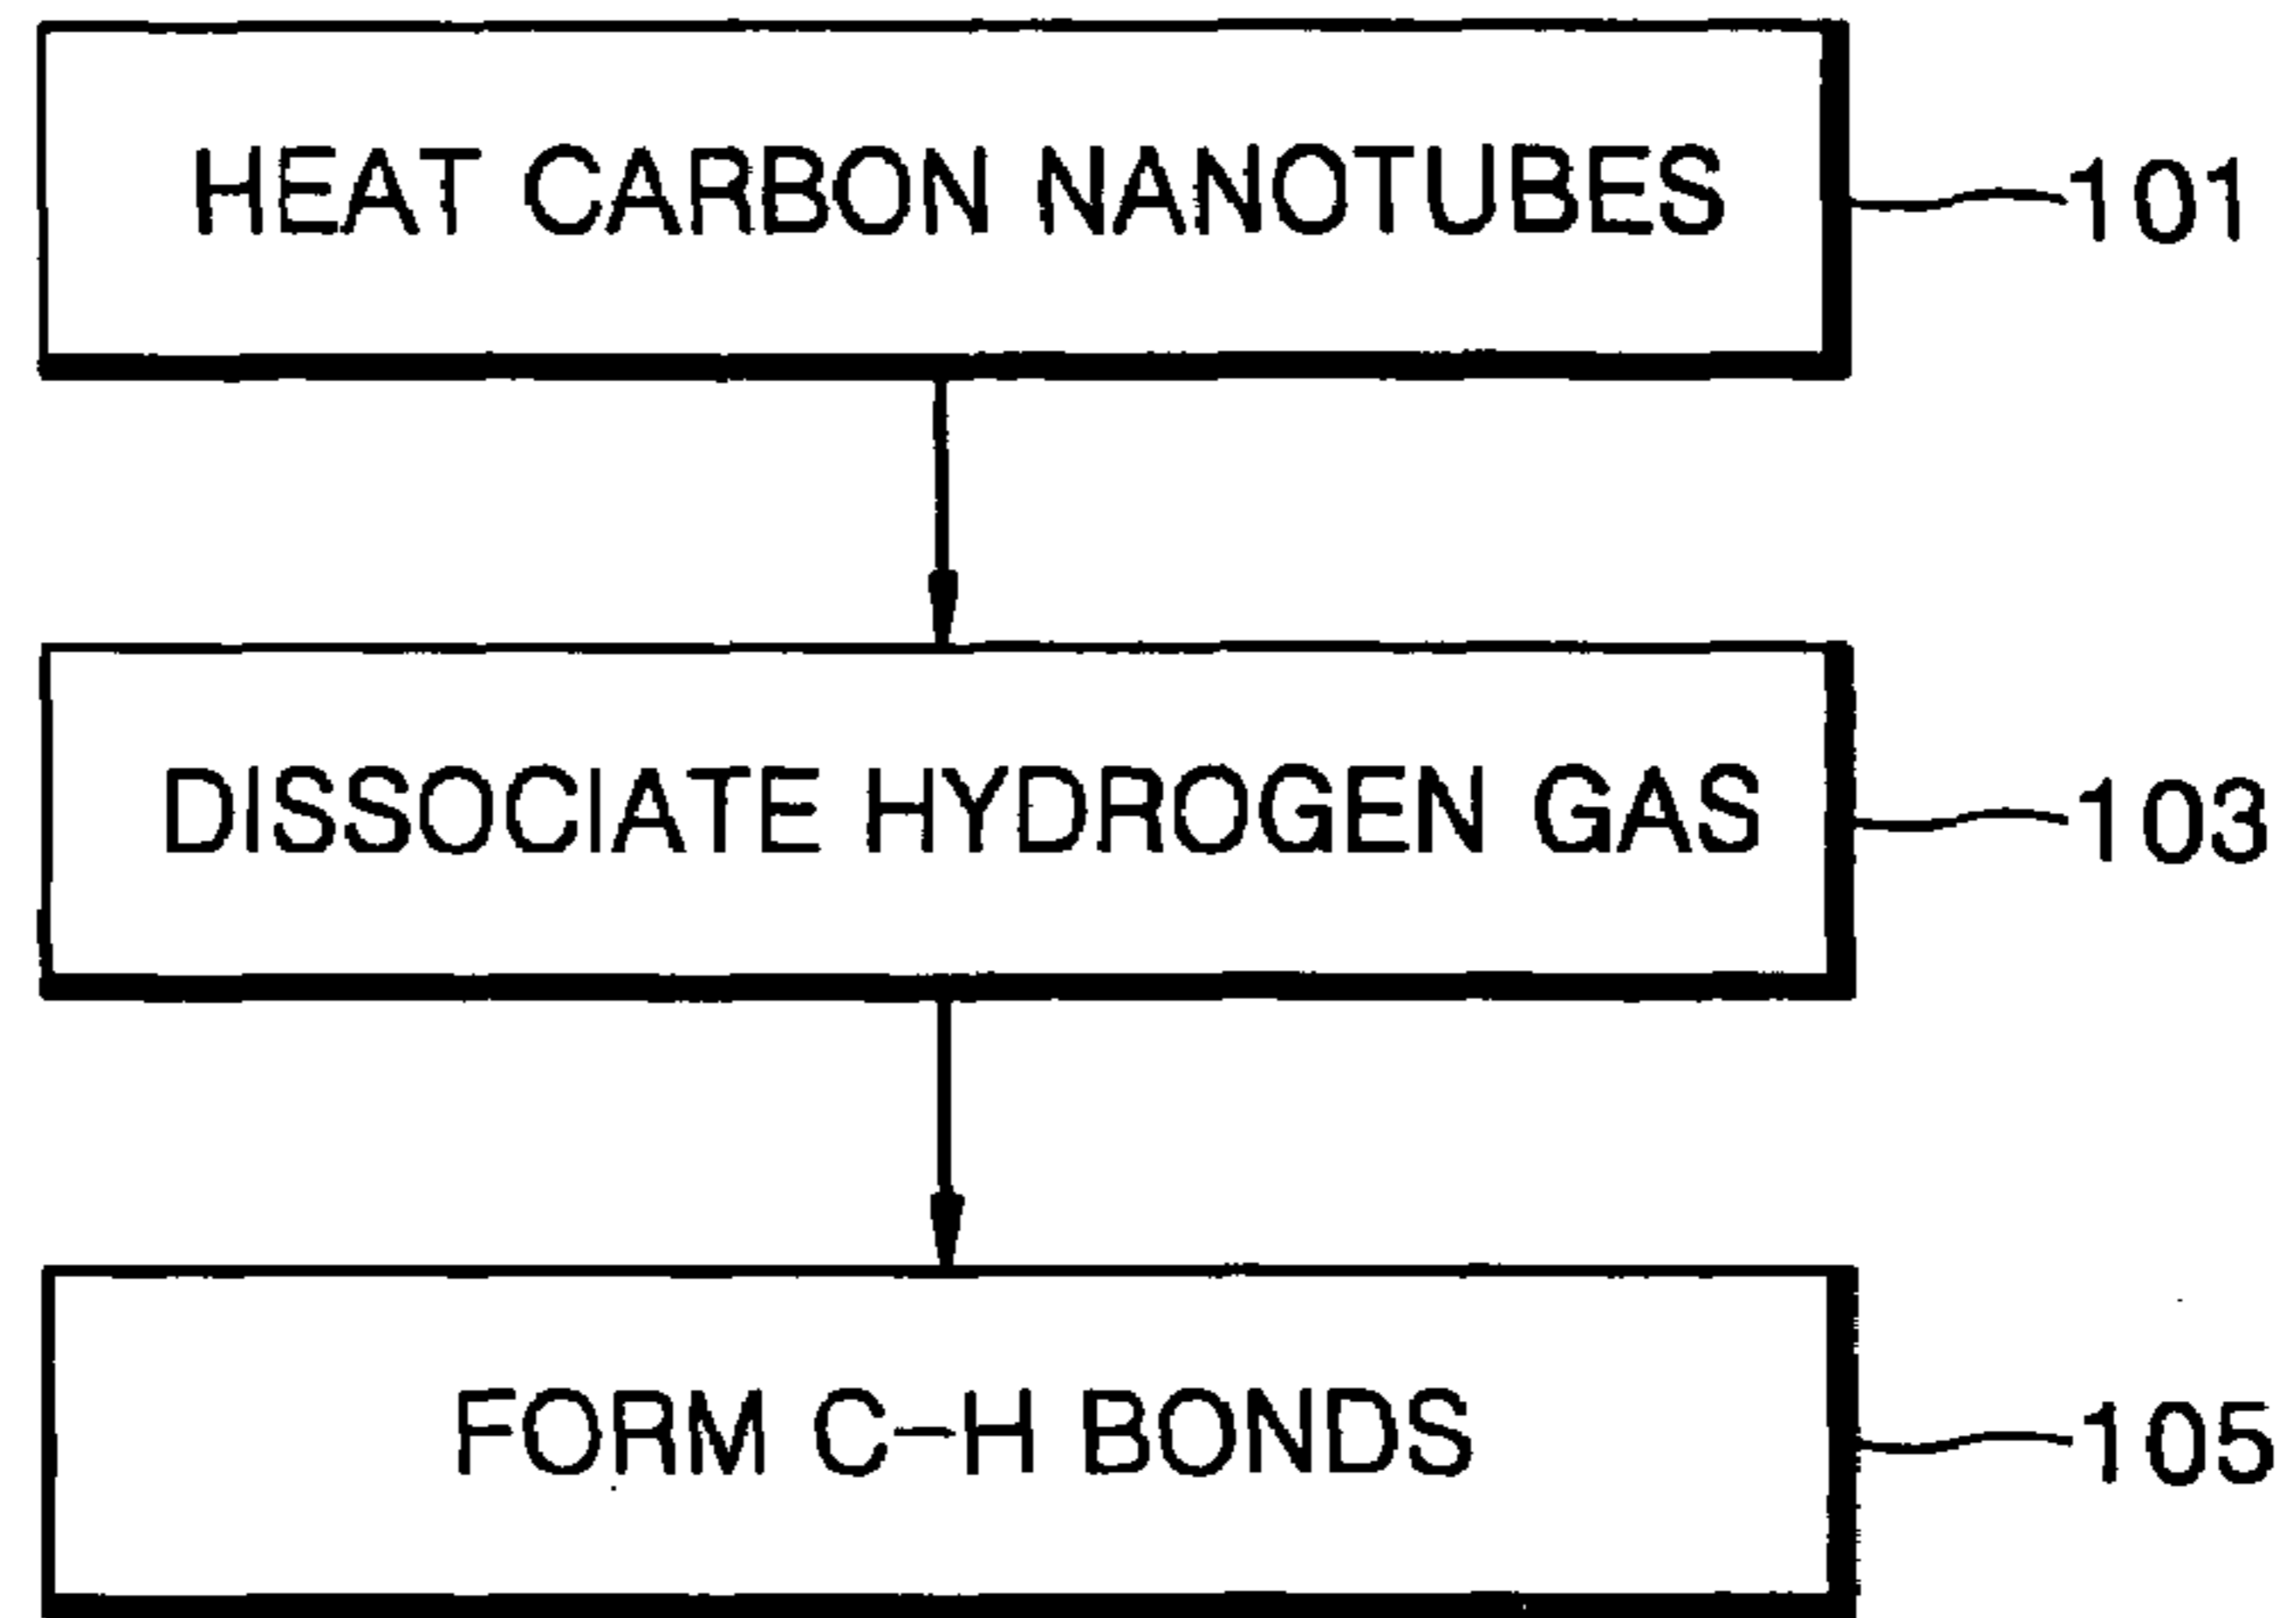 HEAT CARBON NANOTUBES 101
DISSOCIATE HYDROGEN GAS 103
FORM C-H BONDS 105